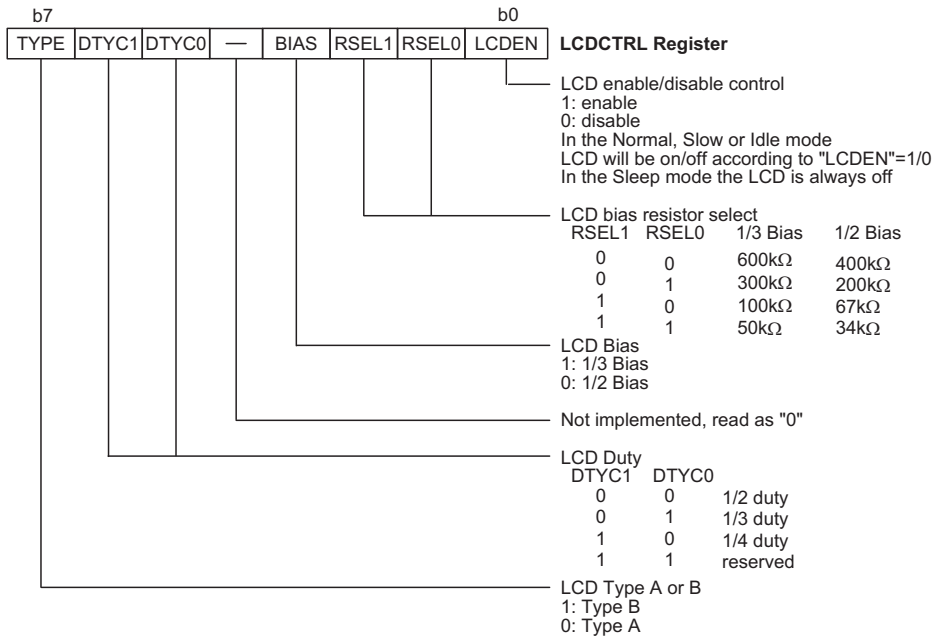 b7 b0
TYPE DTYC1 DTYC0 — BIAS RSEL1 RSEL0 LCDEN LCDCTRL Register
LCD enable/disable control
1: enable
0: disable
In the Normal, Slow or Idle mode
LCD will be on/off according to "LCDEN"=1/0
In the Sleep mode the LCD is always off
LCD bias resistor select
RSEL1 RSEL0 1/3 Bias 1/2 Bias
0 0 600kΩ 400kΩ
0 1 300kΩ 200kΩ
1 0 100kΩ 67kΩ
1 1 50kΩ 34kΩ
LCD Bias
1: 1/3 Bias
0: 1/2 Bias
Not implemented, read as "0"
LCD Duty
DTYC1 DTYC0
0 0 1/2 duty
0 1 1/3 duty
1 0 1/4 duty
1 1 reserved
LCD Type A or B
1: Type B
0: Type A